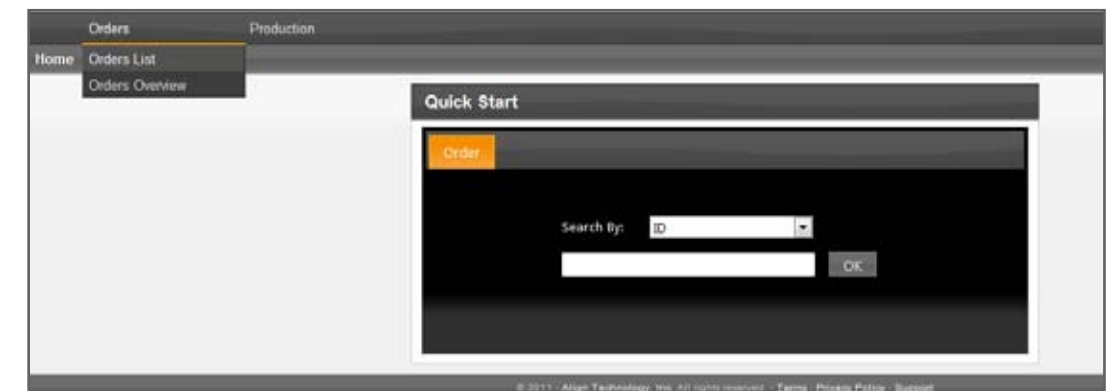 Orders Production
Home Orders List
Orders Overview
Quick Start
Order
Search By: ID
OK
© 2011 - Align Technology, Inc. All rights reserved. - Terms - Privacy Policy - Support